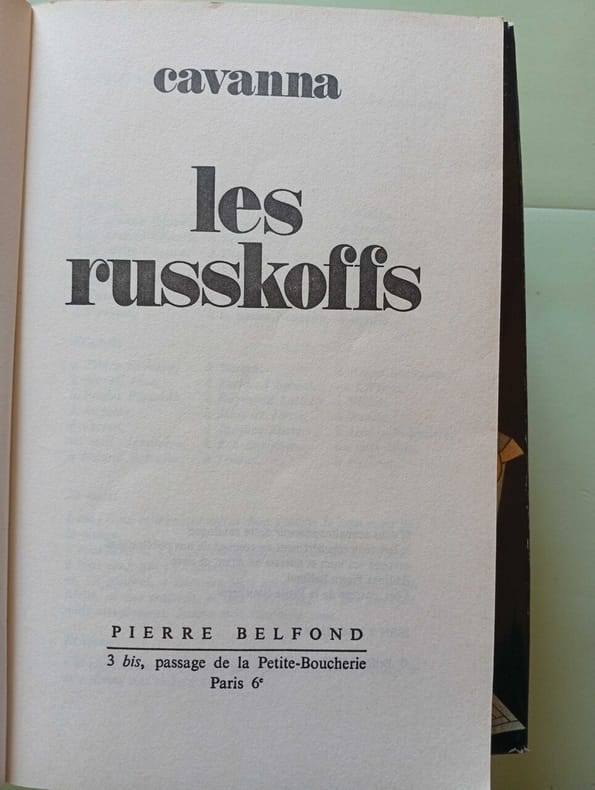 cavanna
les
russkoffs
PIERRE BELFOND
3 bis, passage de la Petite-Boucherie
Paris 6e